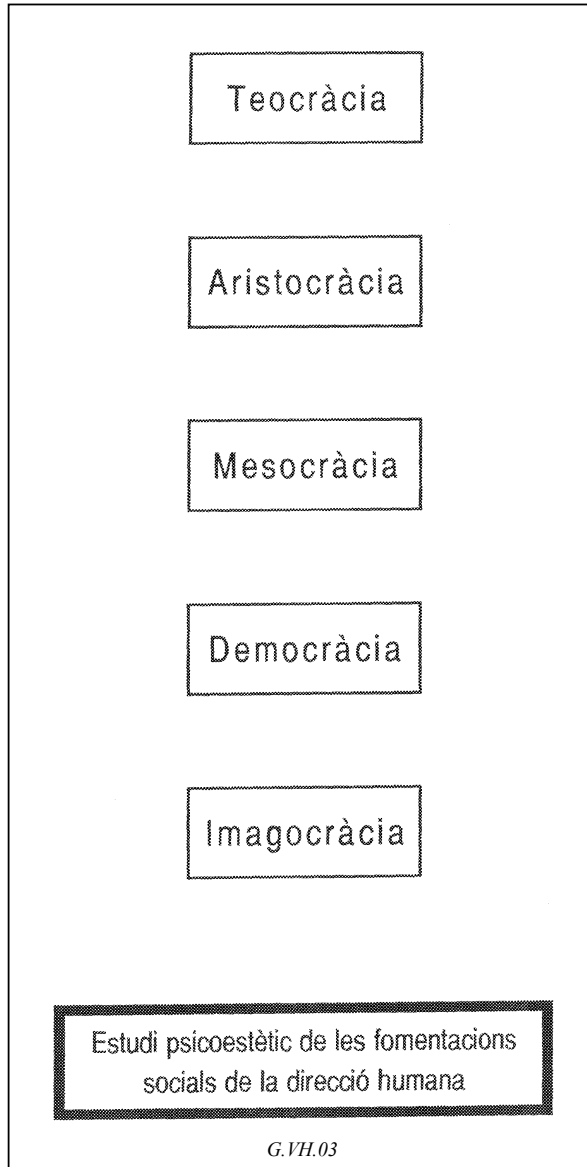 Teocràcia
Aristocràcia
Mesocràcia
Democràcia
Imagocràcia
Estudi psicoestètic de les fomentacions
socials de la direcció humana
G.VH.03